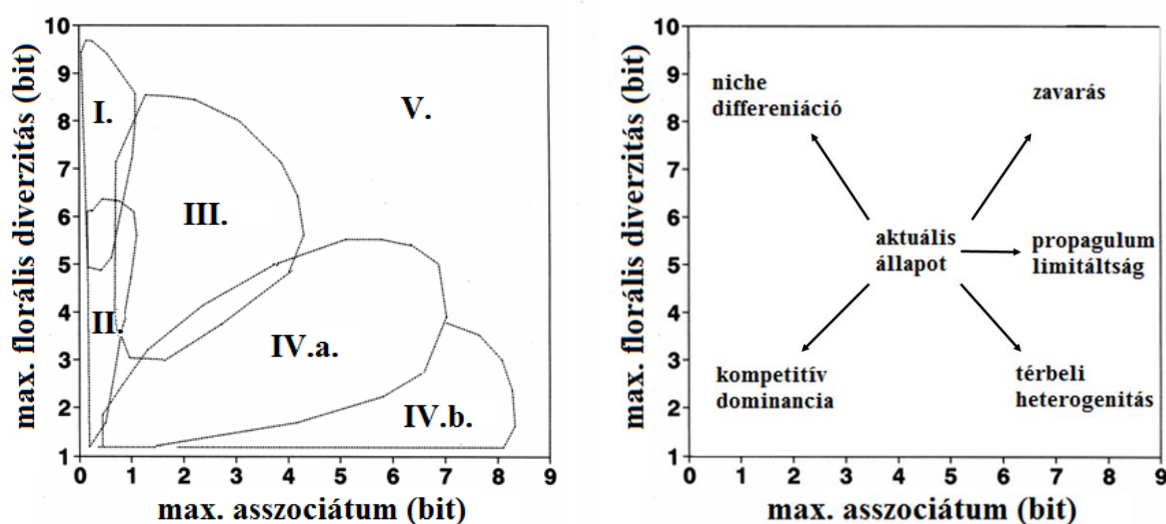 max. florális diverzitás (bit)
10
9
8
7
6
5
4
3
2
1
I.
II.
III.
IV.a.
IV.b.
V.
0
1
2
3
4
5
6
7
8
9
max. asszociátum (bit)
max. florális diverzitás (bit)
10
9
8
7
6
5
4
3
2
1
niche
differeniáció
zavarás
aktuális
állapot
propagulum
limitáltság
kompetitív
dominancia
térbeli
heterogenitás
0
1
2
3
4
5
6
7
8
9
max. asszociátum (bit)